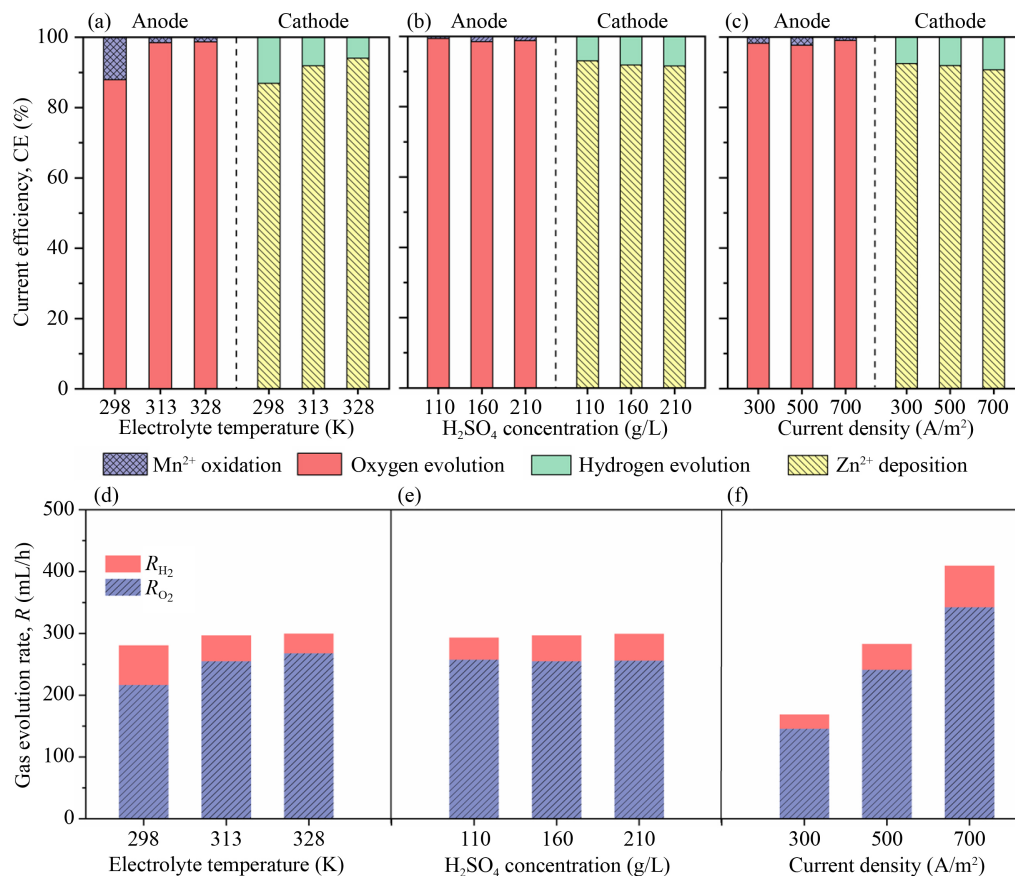 (a) Anode Cathode
(b) Anode Cathode
(c) Anode Cathode
Current efficiency, CE (%)
100
80
60
40
20
0
298 313 328 298 313 328
Electrolyte temperature (K)
110 160 210 110 160 210
H₂SO₄ concentration (g/L)
300 500 700 300 500 700
Current density (A/m²)
Mn²⁺ oxidation Oxygen evolution Hydrogen evolution Zn²⁺ deposition
(d) (e) (f)
Gas evolution rate, R (mL/h)
500
400
300
200
100
0
R_H₂
R_O₂
298 313 328
Electrolyte temperature (K)
110 160 210
H₂SO₄ concentration (g/L)
300 500 700
Current density (A/m²)